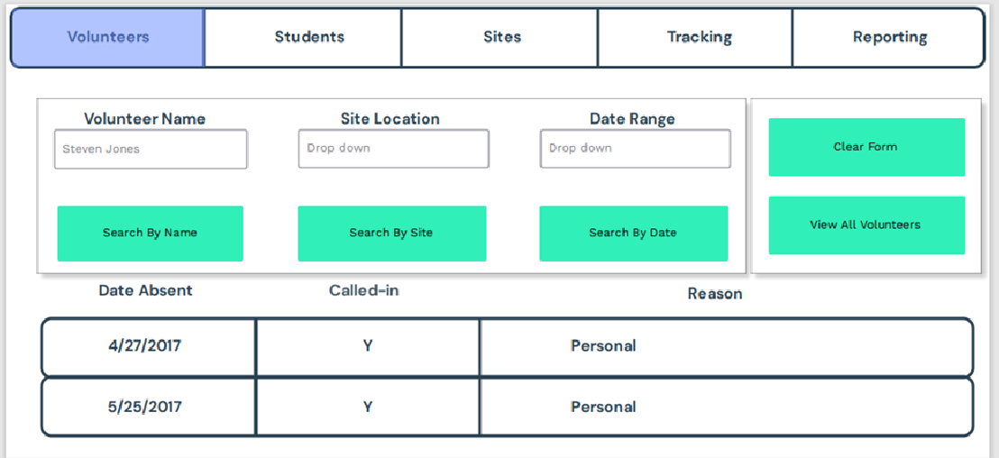 Volunteers Students Sites Tracking Reporting
Volunteer Name Site Location Date Range
Steven Jones Drop down Drop down
Clear Form
Search By Name Search By Site Search By Date
View All Volunteers
Date Absent Called-in Reason
4/27/2017 Y Personal
5/25/2017 Y Personal